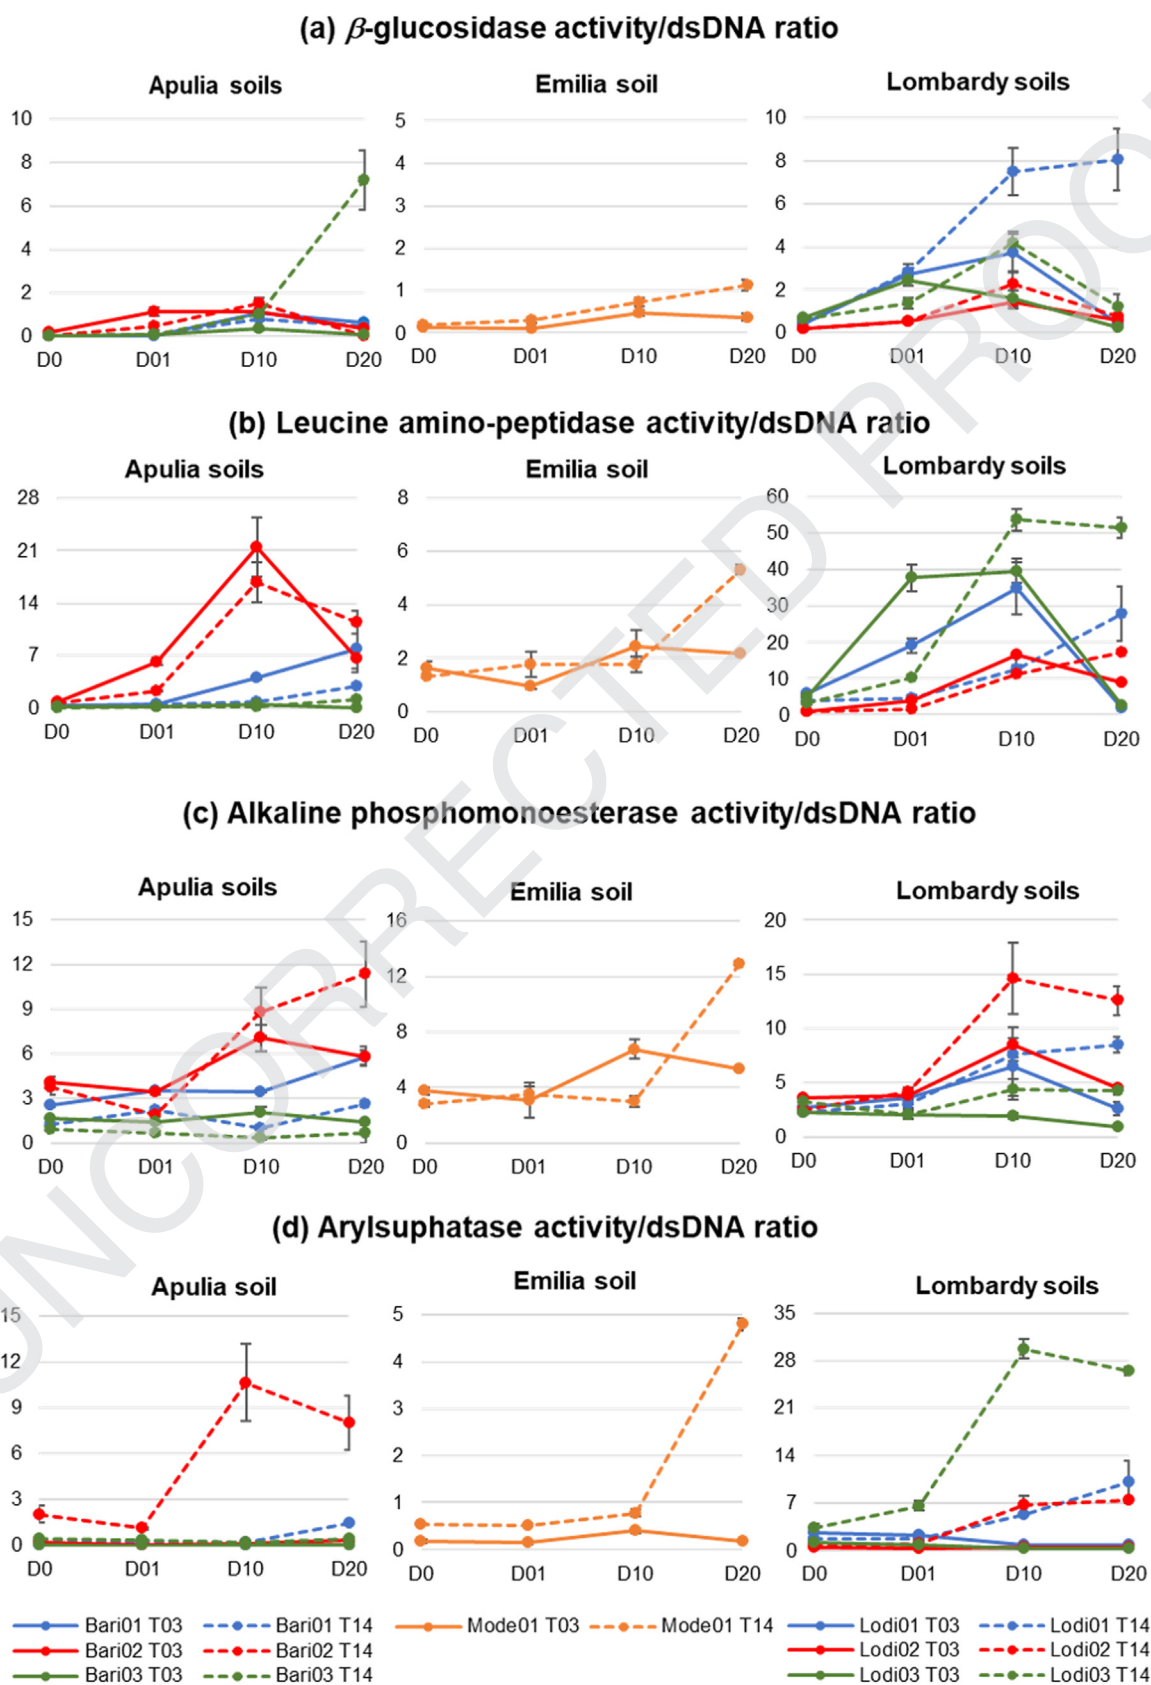 (a) β-glucosidase activity/dsDNA ratio
Apulia soils
Emilia soil
Lombardy soils
10
8
6
4
2
0
D0 D01 D10 D20
5
4
3
2
1
0
D0 D01 D10 D20
10
8
6
4
2
0
D0 D01 D10 D20
(b) Leucine amino-peptidase activity/dsDNA ratio
Apulia soils
Emilia soil
Lombardy soils
28
21
14
7
0
D0 D01 D10 D20
8
6
4
2
0
D0 D01 D10 D20
60
50
40
30
20
10
0
D0 D01 D10 D20
(c) Alkaline phosphomonoesterase activity/dsDNA ratio
Apulia soils
Emilia soil
Lombardy soils
15
12
9
6
3
0
D0 D01 D10 D20
16
12
8
4
0
D0 D01 D10 D20
20
15
10
5
0
D0 D01 D10 D20
(d) Arylsuphatase activity/dsDNA ratio
Apulia soil
Emilia soil
Lombardy soils
15
12
9
6
3
0
D0 D01 D10 D20
5
4
3
2
1
0
D0 D01 D10 D20
35
28
21
14
7
0
D0 D01 D10 D20
Bari01 T03 Bari01 T14 Mode01 T03 Mode01 T14 Lodi01 T03 Lodi01 T14
Bari02 T03 Bari02 T14 Lodi02 T03 Lodi02 T14
Bari03 T03 Bari03 T14 Lodi03 T03 Lodi03 T14
UNCORRECTED PROO